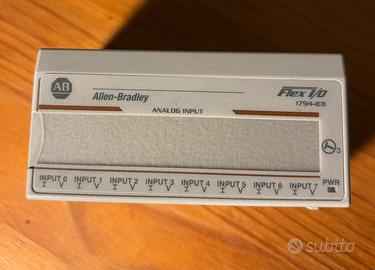 AB
Allen-Bradley
Flex I/O
1794-IE8
ANALOG INPUT
3
INPUT 0 INPUT 1 INPUT 2 INPUT 3 INPUT 4 INPUT 5 INPUT 6 INPUT 7 PWR
I V I V I V I V I V I V I V I V
subito